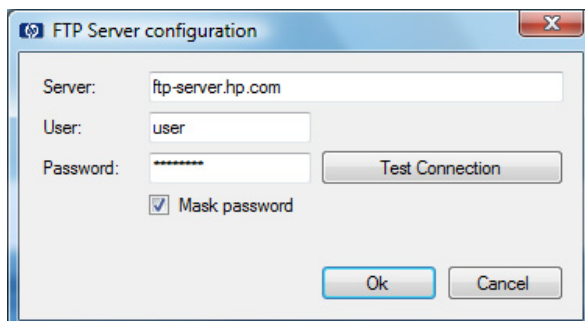 FTP Server configuration
Server: ftp-server.hp.com
User: user
Password: ******** Test Connection
Mask password
Ok Cancel